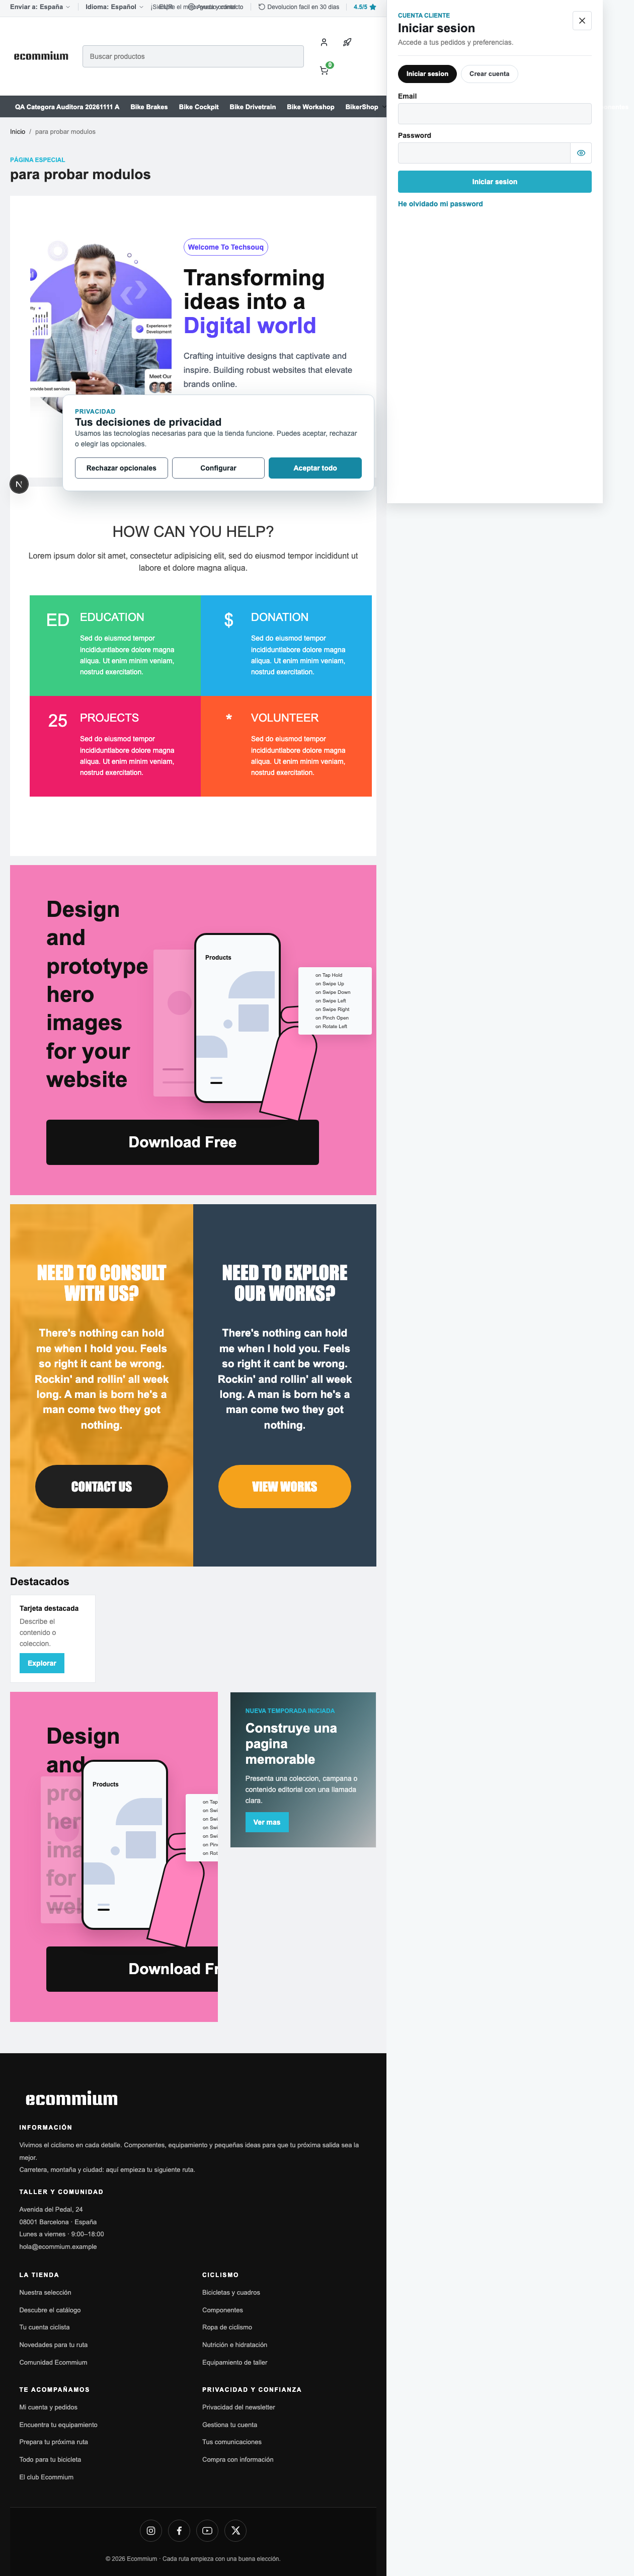 Enviar a: España
Idioma: Español
Devolucion facil en 30 dias
4.5/5
ecommium
Buscar productos
0
QA Categora Auditora 20261111 A
Bike Brakes
Bike Cockpit
Bike Drivetrain
Bike Workshop
BikerShop
Inicio / para probar modulos
PÁGINA ESPECIAL
para probar modulos
Welcome To Techsouq
Transforming
ideas into a
Digital world
Crafting intuitive designs that captivate and
inspire. Building robust websites that elevate
brands online.
Meet Our
PRIVACIDAD
Tus decisiones de privacidad
Usamos las tecnologías necesarias para que la tienda funcione. Puedes aceptar, rechazar
o elegir las opcionales.
Rechazar opcionales
Configurar
Aceptar todo
N
HOW CAN YOU HELP?
Lorem ipsum dolor sit amet, consectetur adipisicing elit, sed do eiusmod tempor incididunt ut
labore et dolore magna aliqua.
ED
EDUCATION
Sed do eiusmod tempor
incididuntlabore dolore magna
aliqua. Ut enim minim veniam,
nostrud exercitation.
$
DONATION
Sed do eiusmod tempor
incididuntlabore dolore magna
aliqua. Ut enim minim veniam,
nostrud exercitation.
25
PROJECTS
Sed do eiusmod tempor
incididuntlabore dolore magna
aliqua. Ut enim minim veniam,
nostrud exercitation.
*
VOLUNTEER
Sed do eiusmod tempor
incididuntlabore dolore magna
aliqua. Ut enim minim veniam,
nostrud exercitation.
Design
and
prototype
hero
images
for your
website
Products
on Tap Hold
on Swipe Up
on Swipe Down
on Swipe Left
on Swipe Right
on Pinch Open
on Rotate Left
Download Free
NEED TO CONSULT
WITH US?
There's nothing can hold
me when I hold you. Feels
so right it cant be wrong.
Rockin' and rollin' all week
long. A man is born he's a
man come two they got
nothing.
CONTACT US
NEED TO EXPLORE
OUR WORKS?
There's nothing can hold
me when I hold you. Feels
so right it cant be wrong.
Rockin' and rollin' all week
long. A man is born he's a
man come two they got
nothing.
VIEW WORKS
Destacados
Tarjeta destacada
Describe el
contenido o
coleccion.
Explorar
Design
and
Products
Download Fr
NUEVA TEMPORADA INICIADA
Construye una
pagina
memorable
Presenta una coleccion, campana o
contenido editorial con una llamada
clara.
Ver mas
ecommium
INFORMACIÓN
Vivimos el ciclismo en cada detalle. Componentes, equipamiento y pequeñas ideas para que tu próxima salida sea la
mejor.
Carretera, montaña y ciudad: aquí empieza tu siguiente ruta.
TALLER Y COMUNIDAD
Avenida del Pedal, 24
08001 Barcelona · España
Lunes a viernes · 9:00–18:00
hola@ecommium.example
LA TIENDA
Nuestra selección
Descubre el catálogo
Tu cuenta ciclista
Novedades para tu ruta
Comunidad Ecommium
CICLISMO
Bicicletas y cuadros
Componentes
Ropa de ciclismo
Nutrición e hidratación
Equipamiento de taller
TE ACOMPAÑAMOS
Mi cuenta y pedidos
Encuentra tu equipamiento
Prepara tu próxima ruta
Todo para tu bicicleta
El club Ecommium
PRIVACIDAD Y CONFIANZA
Privacidad del newsletter
Gestiona tu cuenta
Tus comunicaciones
Compra con información
© 2026 Ecommium · Cada ruta empieza con una buena elección.
CUENTA CLIENTE
Iniciar sesion
Accede a tus pedidos y preferencias.
Iniciar sesion
Crear cuenta
Email
Password
Iniciar sesion
He olvidado mi password